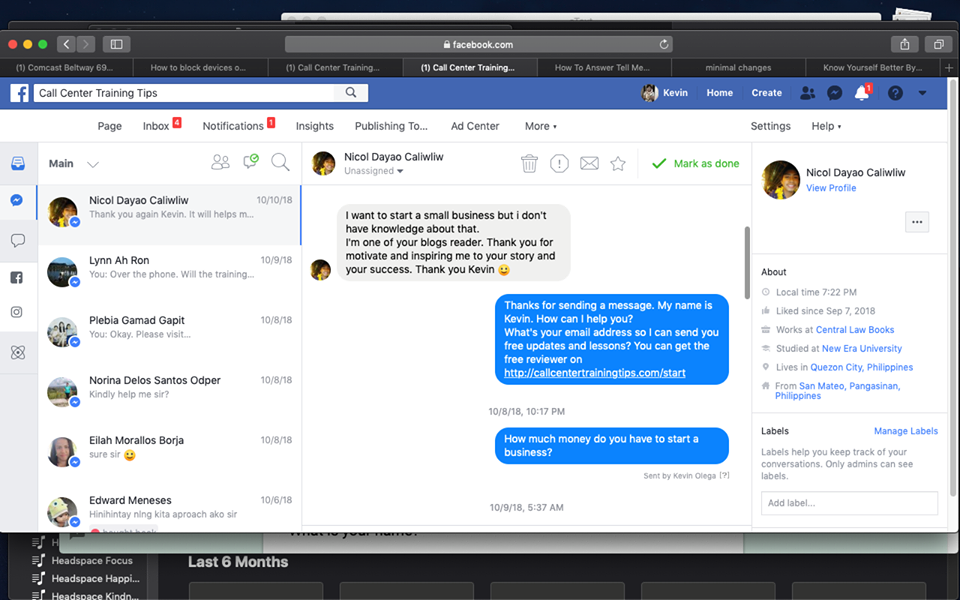 facebook.com
(1) Comcast Beltway 69...
How to block devices o...
(1) Call Center Training...
(1) Call Center Training...
How To Answer Tell Me...
minimal changes
Know Yourself Better By...
Call Center Training Tips
Kevin
Home
Create
1
Page
Inbox 4
Notifications 1
Insights
Publishing To...
Ad Center
More
Settings
Help
Main
Nicol Dayao Caliwliw
Unassigned
Mark as done
Nicol Dayao Caliwliw
View Profile
Nicol Dayao Caliwliw 10/10/18
Thank you again Kevin. It will helps m...
Lynn Ah Ron 10/9/18
You: Over the phone. Will the training...
Plebia Gamad Gapit 10/8/18
You: Okay. Please visit...
Norina Delos Santos Odper 10/8/18
Kindly help me sir?
Eilah Morallos Borja 10/8/18
sure sir
Edward Meneses 10/6/18
Hinihintay ning kita aproach ako sir
bought book
I want to start a small business but i don't
have knowledge about that.
I'm one of your blogs reader. Thank you for
motivate and inspiring me to your story and
your success. Thank you Kevin
Thanks for sending a message. My name is
Kevin. How can I help you?
What's your email address so I can send you
free updates and lessons? You can get the
free reviewer on
http://callcentertrainingtips.com/start
10/8/18, 10:17 PM
How much money do you have to start a
business?
Sent by Kevin Olega [?]
10/9/18, 5:37 AM
About
Local time 7:22 PM
Liked since Sep 7, 2018
Works at Central Law Books
Studied at New Era University
Lives in Quezon City, Philippines
From San Mateo, Pangasinan,
Philippines
Labels
Manage Labels
Labels help you keep track of your
conversations. Only admins can see
labels.
Add label...
What is your name?
Headspace Focus
Headspace Happi...
Headspace Kindn...
Last 6 Months